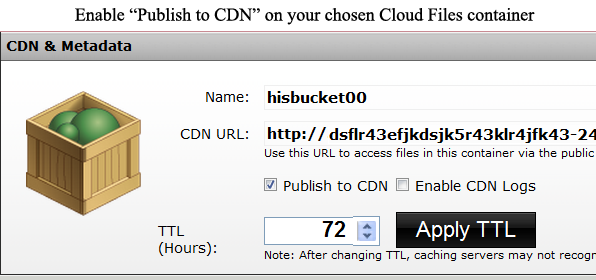 Enable “Publish to CDN” on your chosen Cloud Files container
CDN & Metadata
Name: hisbucket00
CDN URL: http://dsflr43efjkdsjk5r43klr4jfk43-24
Use this URL to access files in this container via the public
Publish to CDN Enable CDN Logs
TTL (Hours): 72 Apply TTL
Note: After changing TTL, caching servers may not recogn